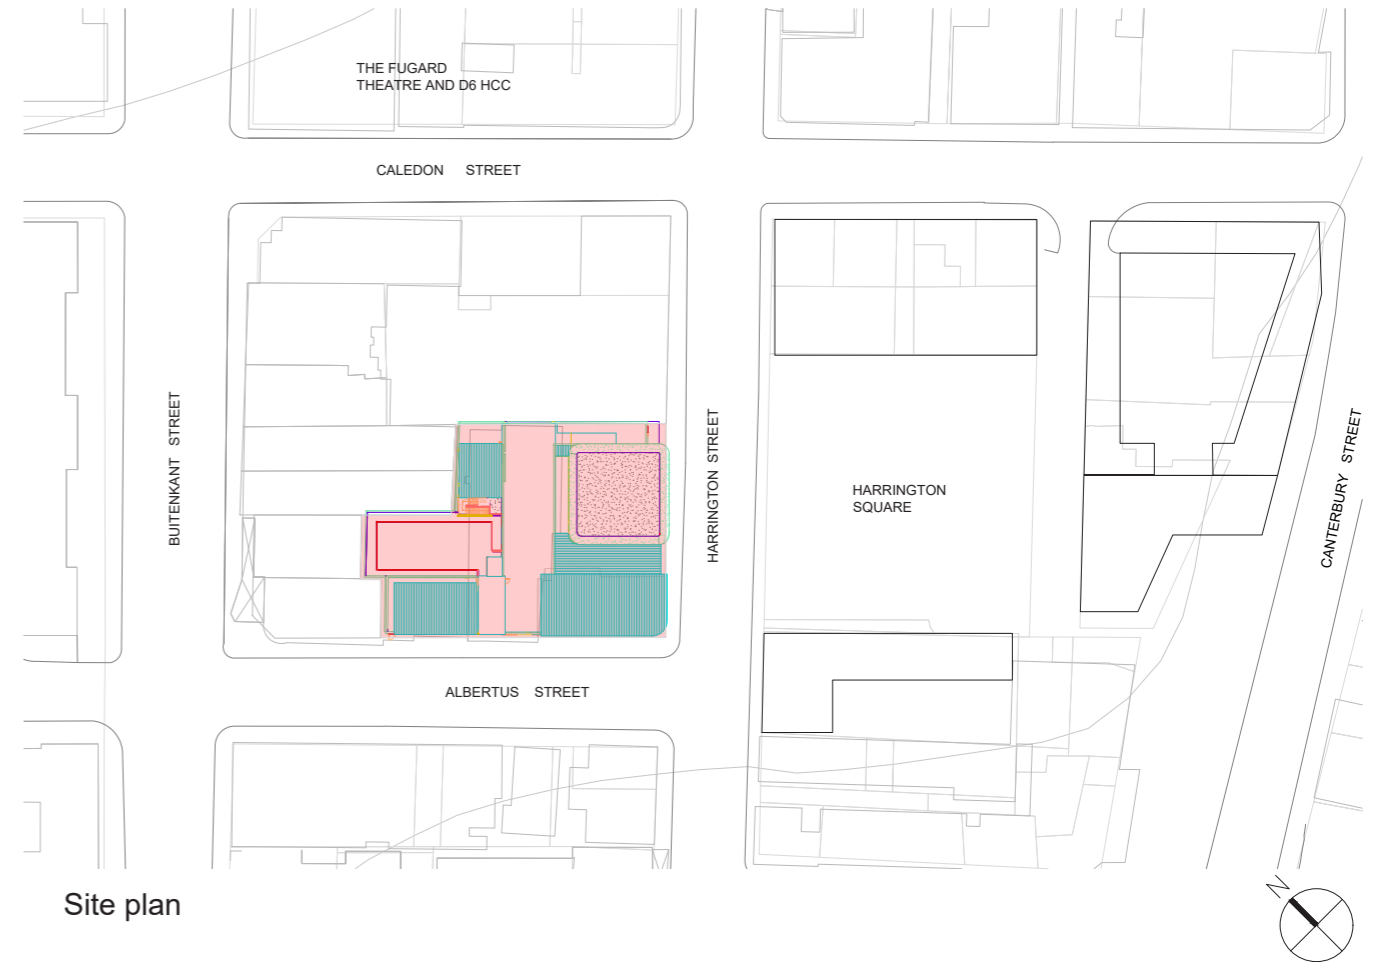 THE FUGARD
THEATRE AND D6 HCC
CALEDON STREET
BUITENKANT STREET
HARRINGTON STREET
HARRINGTON
SQUARE
CANTERBURY STREET
ALBERTUS STREET
Site plan
N